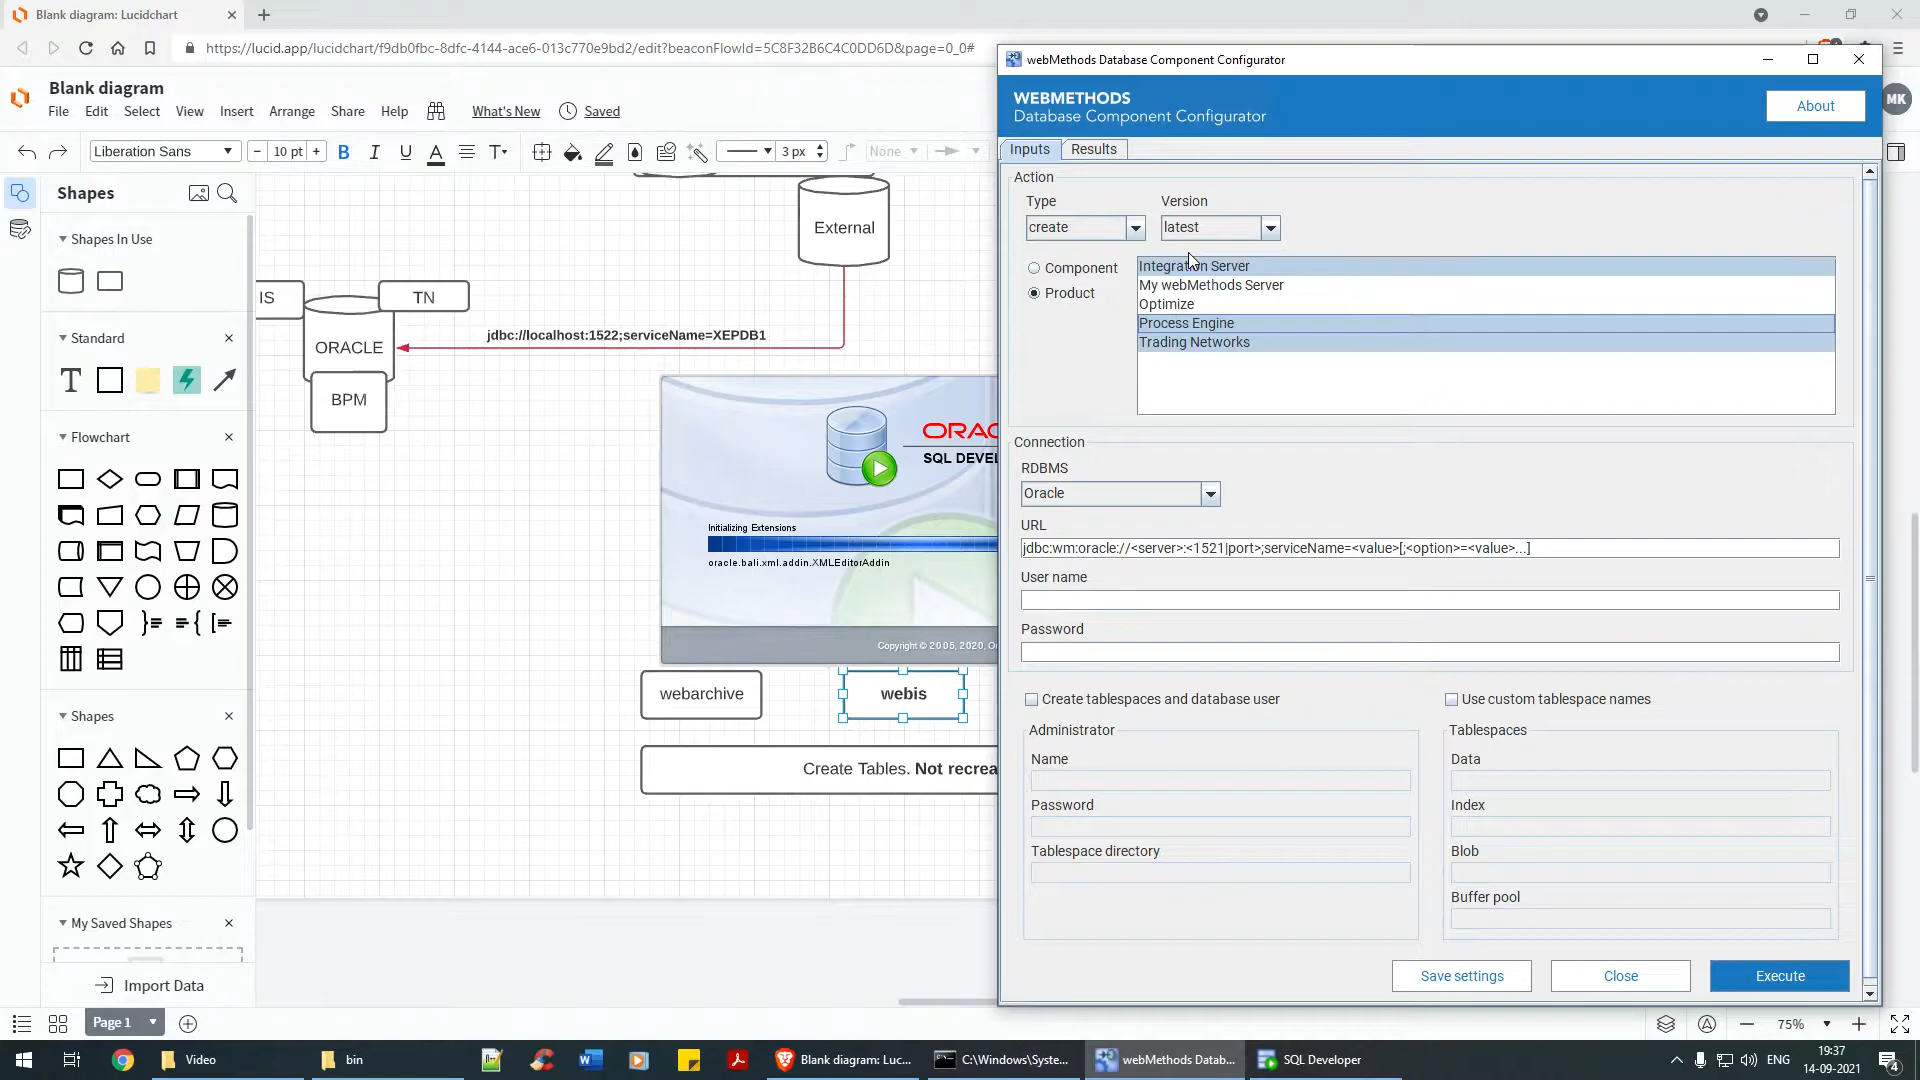 Blank diagram: Lucidchart
https://lucid.app/lucidchart/f9db0fbc-8dfc-4144-ace6-013c770e9bd2/edit?beaconFlowId=5C8F32B6C4C0DD6D&page=0_0#
Blank diagram
File Edit Select View Insert Arrange Share Help What's New Saved
MK
Liberation Sans 10 pt B I U A T 3 px None
Shapes
Shapes In Use
Standard
T
Flowchart
Shapes
My Saved Shapes
Import Data
Page 1
75%
External
IS
TN
ORACLE
BPM
jdbc://localhost:1522;serviceName=XEPDB1
ORAC
SQL DEVEL
Initializing Extensions
oracle.bali.xml.addin.XMLEditorAddin
Copyright © 2005, 2020, Or
webarchive
webis
Create Tables. Not recrea
webMethods Database Component Configurator
WEBMETHODS
Database Component Configurator
About
Inputs Results
Action
Type Version
create latest
Component
Product
Integration Server
My webMethods Server
Optimize
Process Engine
Trading Networks
Connection
RDBMS
Oracle
URL
jdbc:wm:oracle://<server>:<1521|port>;serviceName=<value>[;<option>=<value>...]
User name
Password
Create tablespaces and database user
Use custom tablespace names
Administrator
Name
Password
Tablespace directory
Tablespaces
Data
Index
Blob
Buffer pool
Save settings Close Execute
Video bin Blank diagram: Luc... C:\Windows\Syste... webMethods Datab... SQL Developer
ENG
19:37
14-09-2021
4